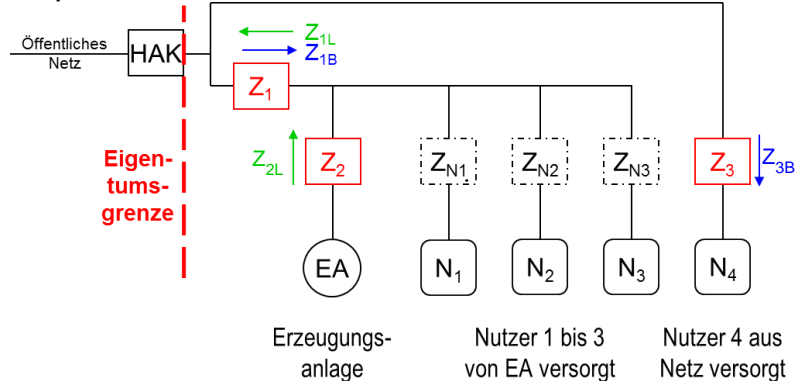 Öffentliches
Netz
HAK
Z1L
Z1B
Z1
Eigen-
tums-
grenze
Z2L
Z2
ZN1
ZN2
ZN3
Z3
Z3B
EA
N1
N2
N3
N4
Erzeugungs-
anlage
Nutzer 1 bis 3
von EA versorgt
Nutzer 4 aus
Netz versorgt